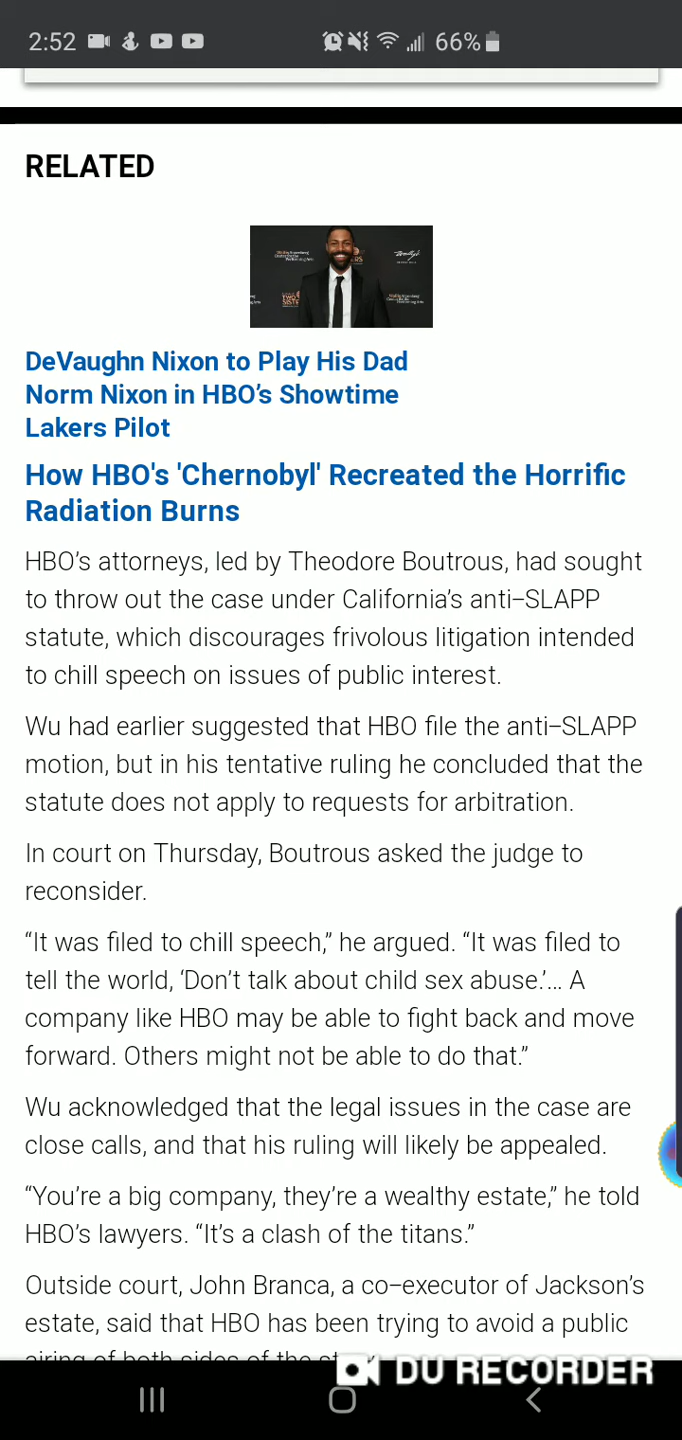 2:52
66%
RELATED
DeVaughn Nixon to Play His Dad
Norm Nixon in HBO’s Showtime
Lakers Pilot
How HBO's 'Chernobyl' Recreated the Horrific
Radiation Burns
HBO’s attorneys, led by Theodore Boutrous, had sought
to throw out the case under California’s anti–SLAPP
statute, which discourages frivolous litigation intended
to chill speech on issues of public interest.
Wu had earlier suggested that HBO file the anti–SLAPP
motion, but in his tentative ruling he concluded that the
statute does not apply to requests for arbitration.
In court on Thursday, Boutrous asked the judge to
reconsider.
“It was filed to chill speech,” he argued. “It was filed to
tell the world, ‘Don’t talk about child sex abuse.’… A
company like HBO may be able to fight back and move
forward. Others might not be able to do that.”
Wu acknowledged that the legal issues in the case are
close calls, and that his ruling will likely be appealed.
“You’re a big company, they’re a wealthy estate,” he told
HBO’s lawyers. “It’s a clash of the titans.”
Outside court, John Branca, a co–executor of Jackson’s
estate, said that HBO has been trying to avoid a public
airing of both sides of the
DU RECORDER